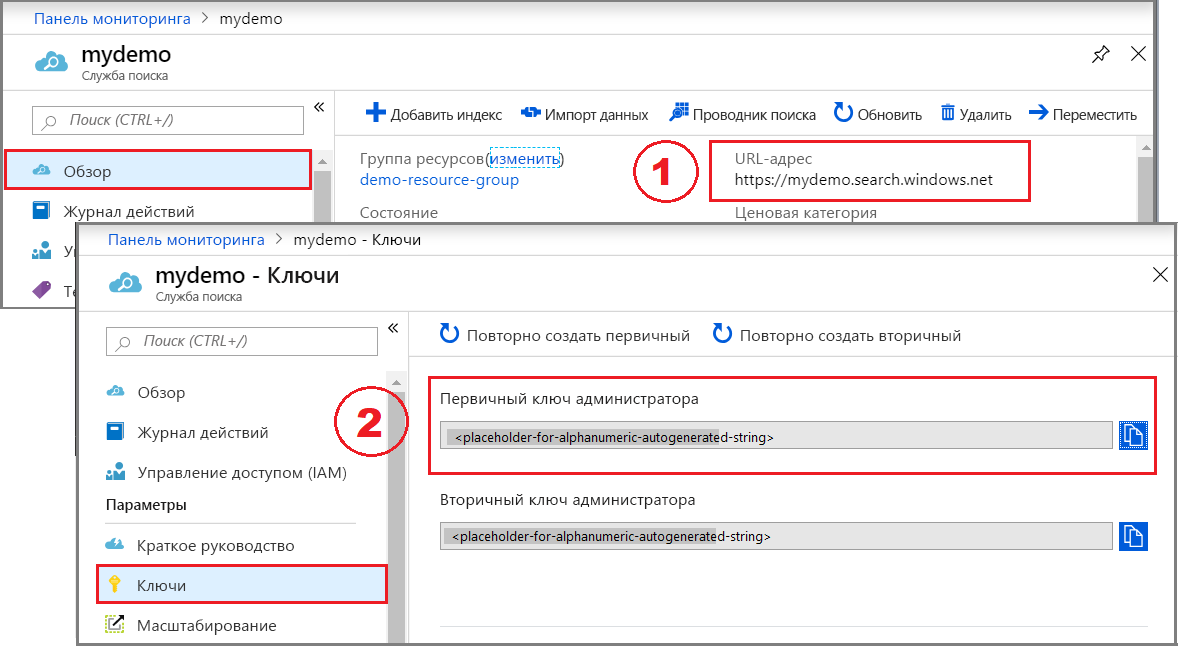 Панель мониторинга > mydemo
mydemo
Служба поиска
Поиск (CTRL+/)
«
Добавить индекс
Импорт данных
Проводник поиска
Обновить
Удалить
Переместить
Обзор
Журнал действий
Группа ресурсов(изменить)
demo-resource-group
Состояние
1
URL-адрес
https://mydemo.search.windows.net
Ценовая категория
Панель мониторинга > mydemo - Ключи
mydemo - Ключи
Служба поиска
Поиск (CTRL+/)
«
Повторно создать первичный
Повторно создать вторичный
Обзор
Журнал действий
Управление доступом (IAM)
Параметры
Краткое руководство
Ключи
Масштабирование
2
Первичный ключ администратора
<placeholder-for-alphanumeric-autogenerated-string>
Вторичный ключ администратора
<placeholder-for-alphanumeric-autogenerated-string>